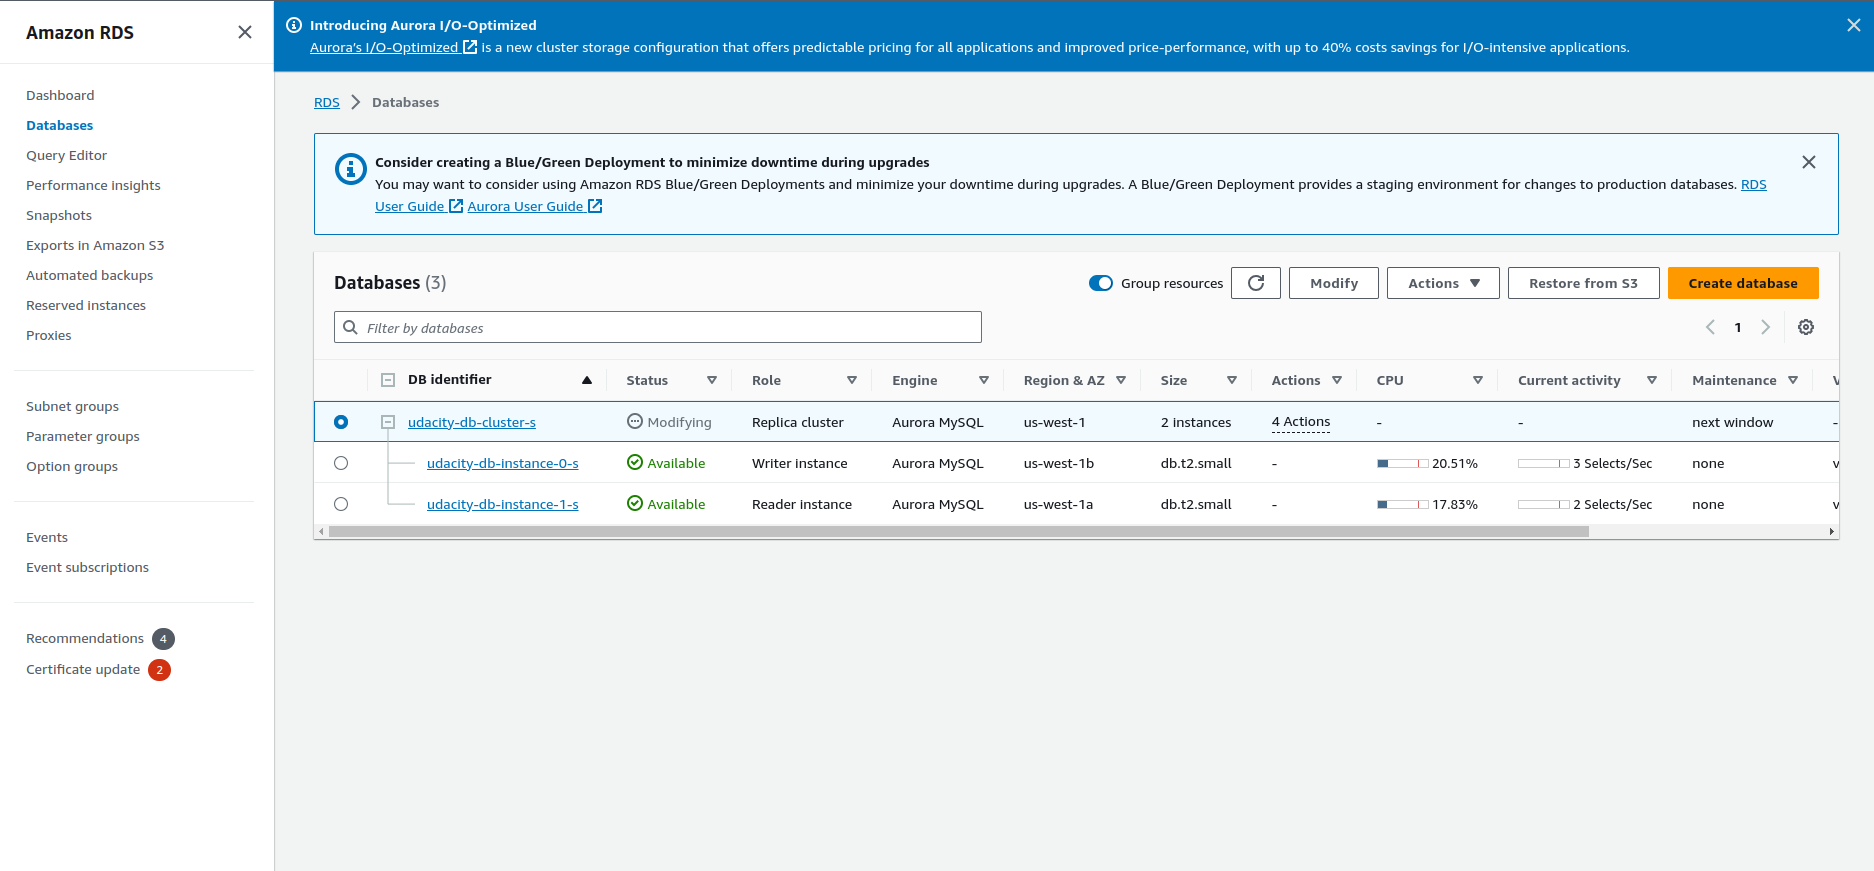 Amazon RDS
Dashboard
Databases
Query Editor
Performance insights
Snapshots
Exports in Amazon S3
Automated backups
Reserved instances
Proxies
Subnet groups
Parameter groups
Option groups
Events
Event subscriptions
Recommendations 4
Certificate update 2
Introducing Aurora I/O-Optimized
Aurora's I/O-Optimized is a new cluster storage configuration that offers predictable pricing for all applications and improved price-performance, with up to 40% costs savings for I/O-intensive applications.
RDS > Databases
Consider creating a Blue/Green Deployment to minimize downtime during upgrades
You may want to consider using Amazon RDS Blue/Green Deployments and minimize your downtime during upgrades. A Blue/Green Deployment provides a staging environment for changes to production databases. RDS
User Guide Aurora User Guide
Databases (3) Group resources Modify Actions Restore from S3 Create database
Filter by databases 1
DB identifier Status Role Engine Region & AZ Size Actions CPU Current activity Maintenance V
udacity-db-cluster-s Modifying Replica cluster Aurora MySQL us-west-1 2 instances 4 Actions - - next window -
udacity-db-instance-0-s Available Writer instance Aurora MySQL us-west-1b db.t2.small - 20.51% 3 Selects/Sec none v
udacity-db-instance-1-s Available Reader instance Aurora MySQL us-west-1a db.t2.small - 17.83% 2 Selects/Sec none v